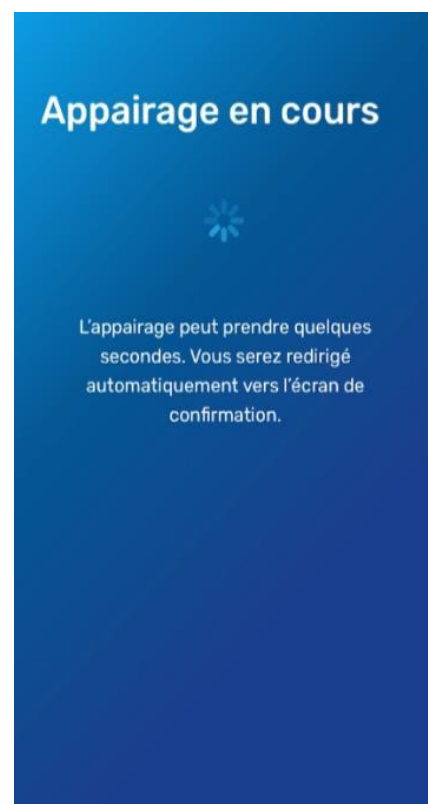 Appairage en cours
L’appairage peut prendre quelques
secondes. Vous serez redirigé
automatiquement vers l’écran de
confirmation.